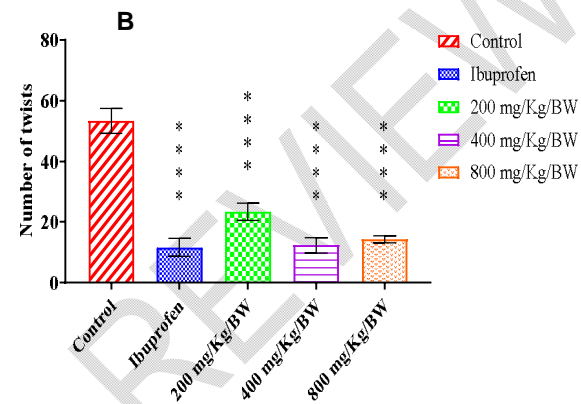 B
80
60
40
20
0
Number of twists
Control
Ibuprofen
200 mg/Kg/BW
400 mg/Kg/BW
800 mg/Kg/BW
* * * *
* * * *
* * * *
* * * *
Control
Ibuprofen
200 mg/Kg/BW
400 mg/Kg/BW
800 mg/Kg/BW
REVIEW